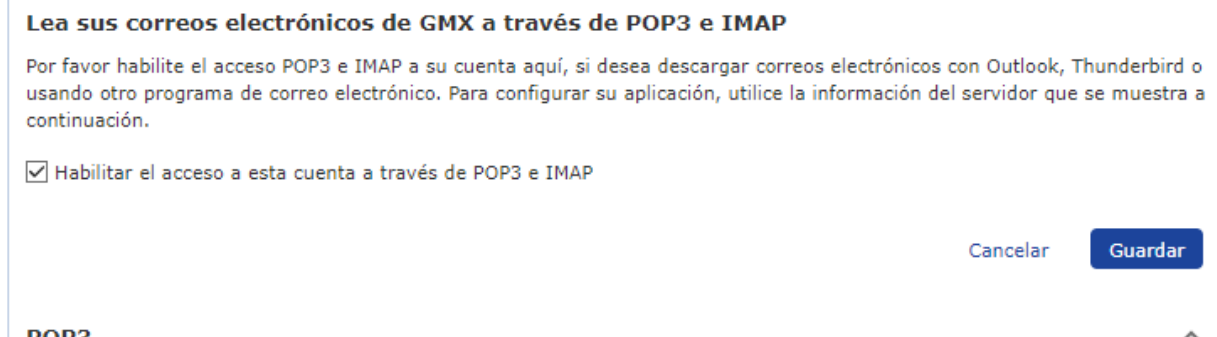 Lea sus correos electrónicos de GMX a través de POP3 e IMAP
Por favor habilite el acceso POP3 e IMAP a su cuenta aquí, si desea descargar correos electrónicos con Outlook, Thunderbird o
usando otro programa de correo electrónico. Para configurar su aplicación, utilice la información del servidor que se muestra a
continuación.
Habilitar el acceso a esta cuenta a través de POP3 e IMAP
Cancelar
Guardar
POP3